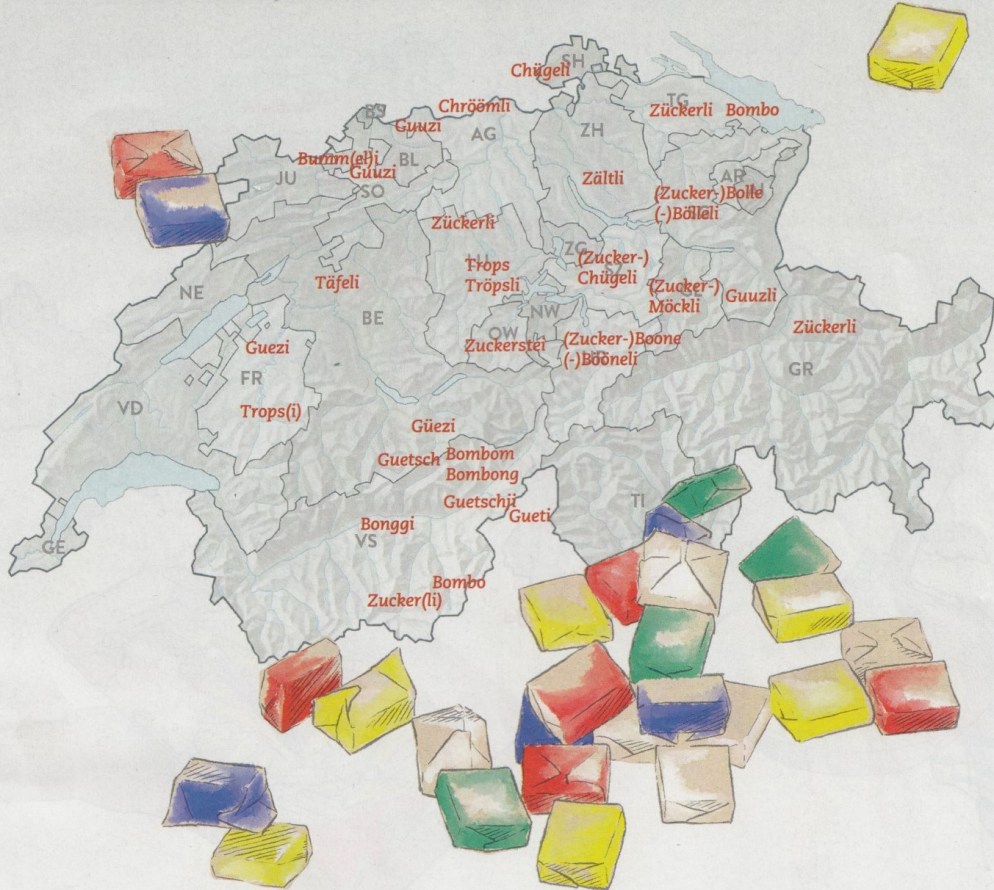 SH
Chügeli
TG
Chröömli
Zückerli
Bombo
BS
Guuzi
AG
ZH
Bumm(el)i
BL
Guuzi
JU
SO
Zältli
AR
(Zucker-)Bolle
(-)Bölleli
Zückerli
ZG
(Zucker-)
Chügeli
Trops
Tröpsli
Täfeli
NE
(Zucker-)
Möckli
Guuzli
BE
NW
OW
Zuckerstei
(Zucker-)Boone
(-)Bööneli
Zückerli
GR
Guezi
FR
VD
Trops(i)
Güezi
Guetsch
Bombom
Bombong
Guetschji
Gueti
TI
Bonggi
VS
GE
Bombo
Zucker(li)